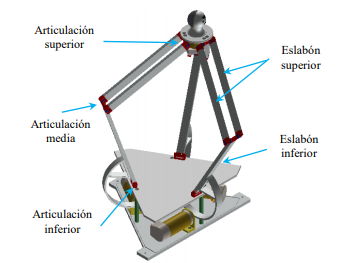 Articulación
superior
Eslabón
superior
Articulación
media
Eslabón
inferior
Articulación
inferior